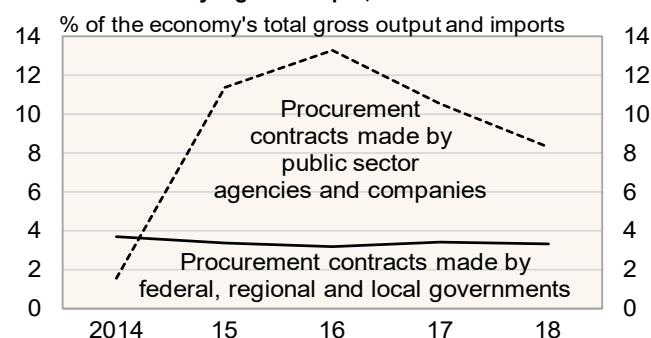 % of the economy's total gross output and imports
14 14
12 12
10 10
8 8
6 6
4 4
2 2
0 0
Procurement
contracts made by
public sector
agencies and companies
Procurement contracts made by
federal, regional and local governments
2014 15 16 17 18